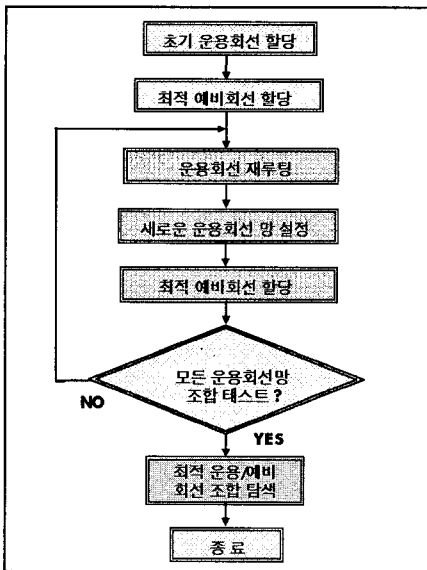 초기 운용회선 할당
최적 예비회선 할당
운용회선 재루팅
새로운 운용회선 망 설정
최적 예비회선 할당
모든 운용회선망
조합 테스트 ?
NO
YES
최적 운용/예비
회선 조합 탐색
종 료